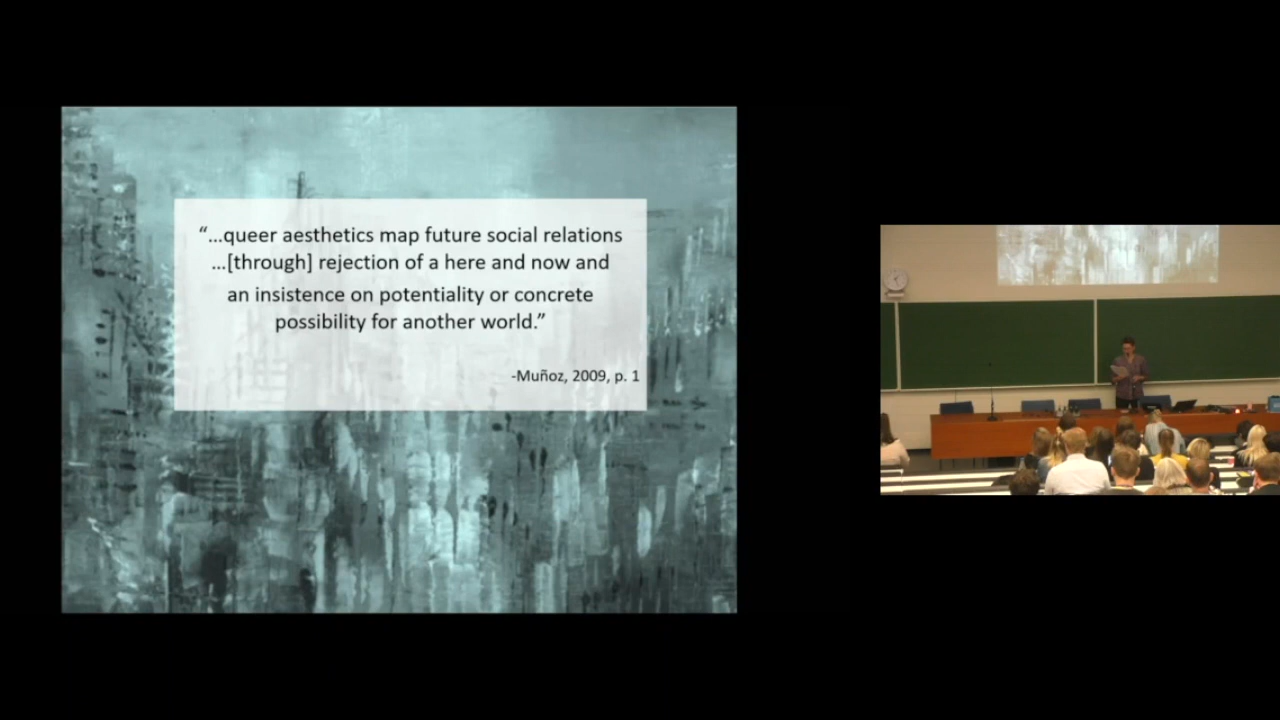 “...queer aesthetics map future social relations
...[through] rejection of a here and now and
an insistence on potentiality or concrete
possibility for another world.”
-Muñoz, 2009, p. 1